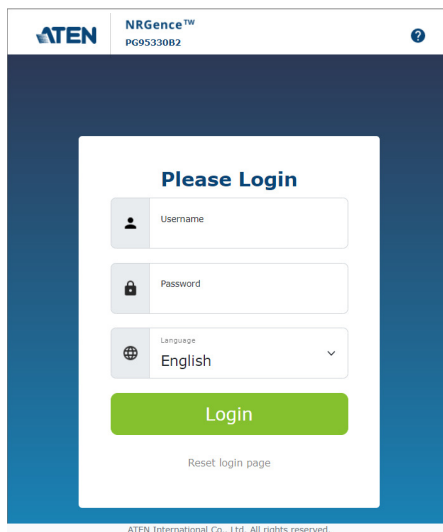 ATEN
NRGence™
PG95330B2
?
Please Login
Username
Password
Language
English
Login
Reset login page
ATEN International Co., Ltd. All rights reserved.